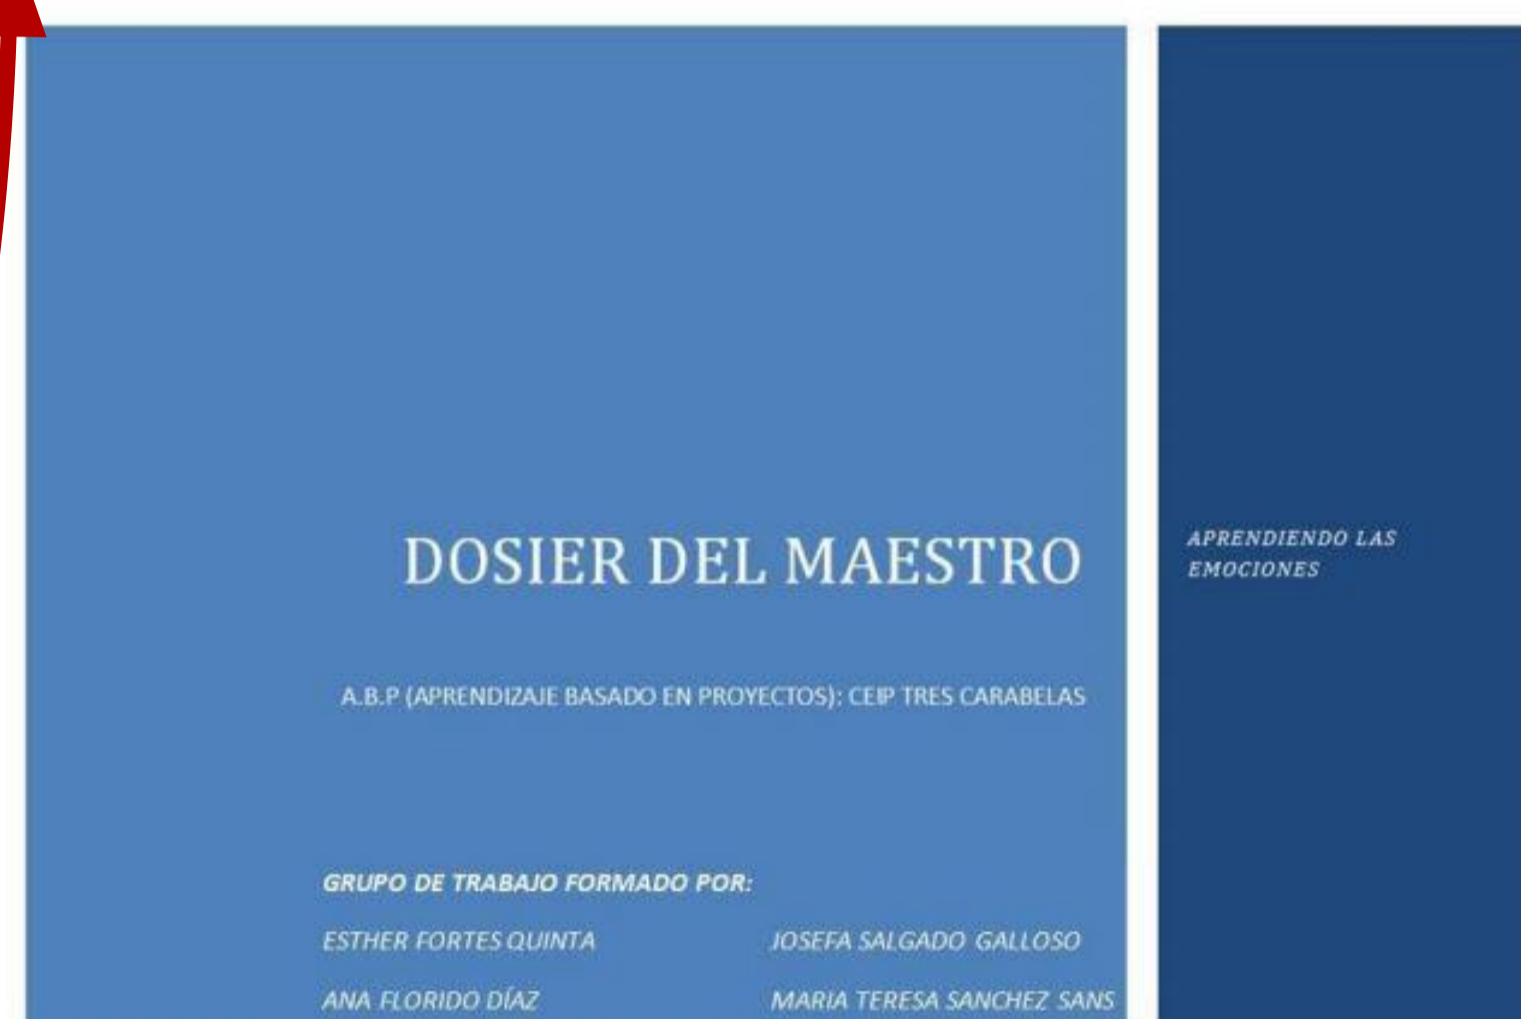 DOSIER DEL MAESTRO
APRENDIENDO LAS
EMOCIONES
A.B.P (APRENDIZAJE BASADO EN PROYECTOS): CEIP TRES CARABELAS
GRUPO DE TRABAJO FORMADO POR:
ESTHER FORTES QUINTA JOSEFA SALGADO GALLOSO
ANA FLORIDO DÍAZ MARIA TERESA SANCHEZ SANS